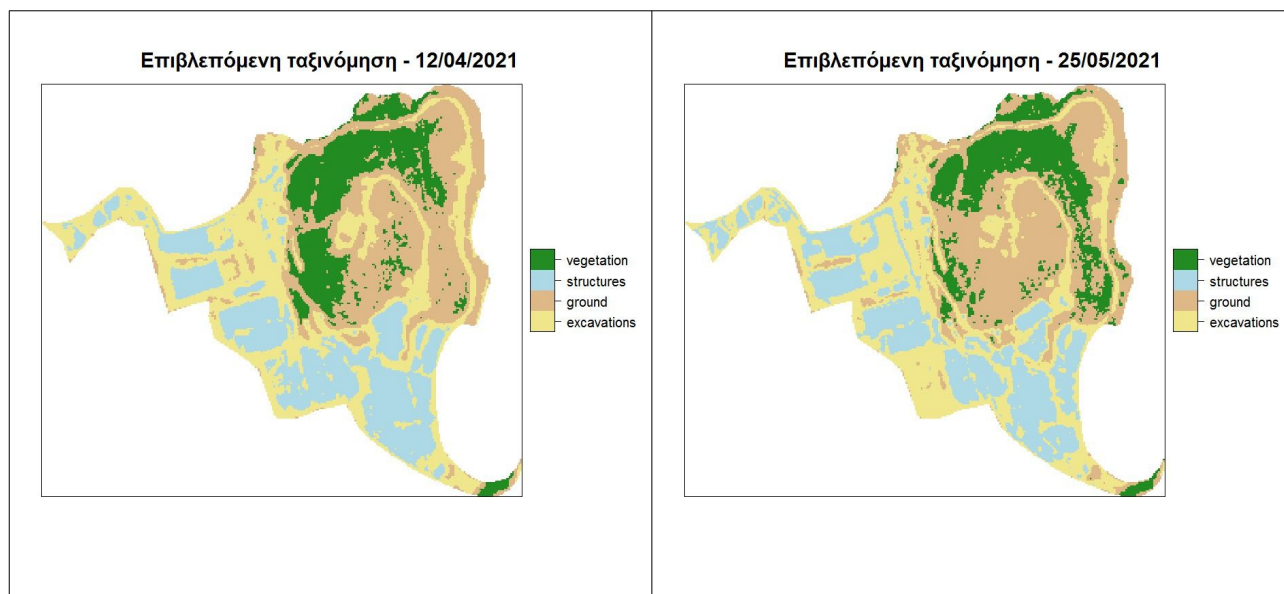 Επιβλεπόμενη ταξινόμηση - 12/04/2021
vegetation
structures
ground
excavations
Επιβλεπόμενη ταξινόμηση - 25/05/2021
vegetation
structures
ground
excavations